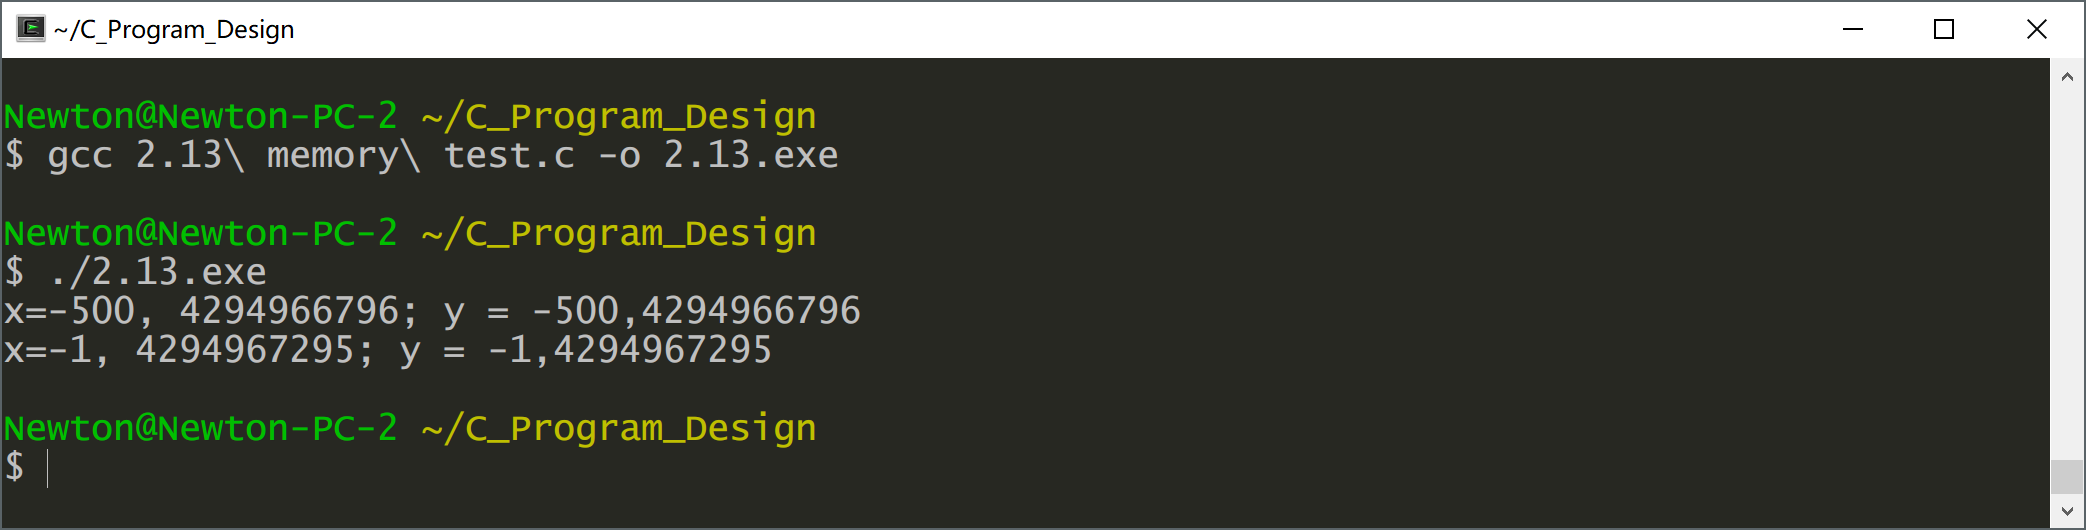 ~/C_Program_Design
Newton@Newton-PC-2 ~/C_Program_Design
$ gcc 2.13\ memory\ test.c -o 2.13.exe
Newton@Newton-PC-2 ~/C_Program_Design
$ ./2.13.exe
x=-500, 4294966796; y = -500,4294966796
x=-1, 4294967295; y = -1,4294967295
Newton@Newton-PC-2 ~/C_Program_Design
$